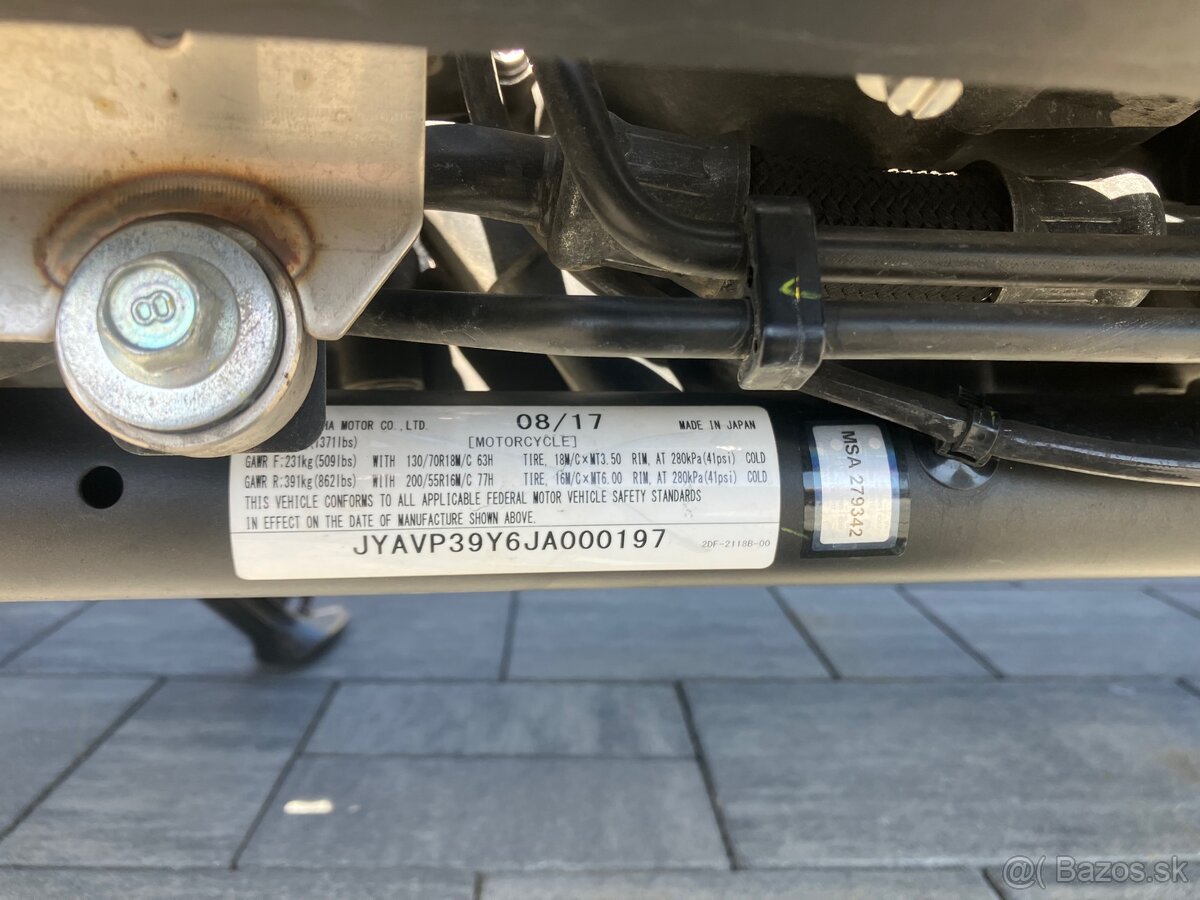 8
HA MOTOR CO.,LTD. 08/17 MADE IN JAPAN
1371lbs) [MOTORCYCLE]
GAWR F:231kg(509lbs) WITH 130/70R18M/C 63H TIRE, 18M/C×MT3.50 RIM, AT 280kPa(41psi) COLD
GAWR R:391kg(862lbs) WITH 200/55R16M/C 77H TIRE, 16M/C×MT6.00 RIM, AT 280kPa(41psi) COLD
THIS VEHICLE CONFORMS TO ALL APPLICABLE FEDERAL MOTOR VEHICLE SAFETY STANDARDS
IN EFFECT ON THE DATE OF MANUFACTURE SHOWN ABOVE.
JYAVP39Y6JA000197 2DF-2118B-00
MSA 279342
@( Bazos.sk